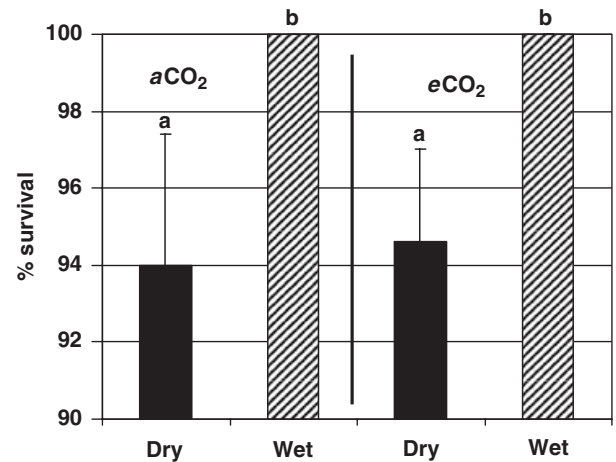 b b
100
aCO₂ eCO₂
98
a
a
96
94
92
90
% survival
Dry Wet Dry Wet